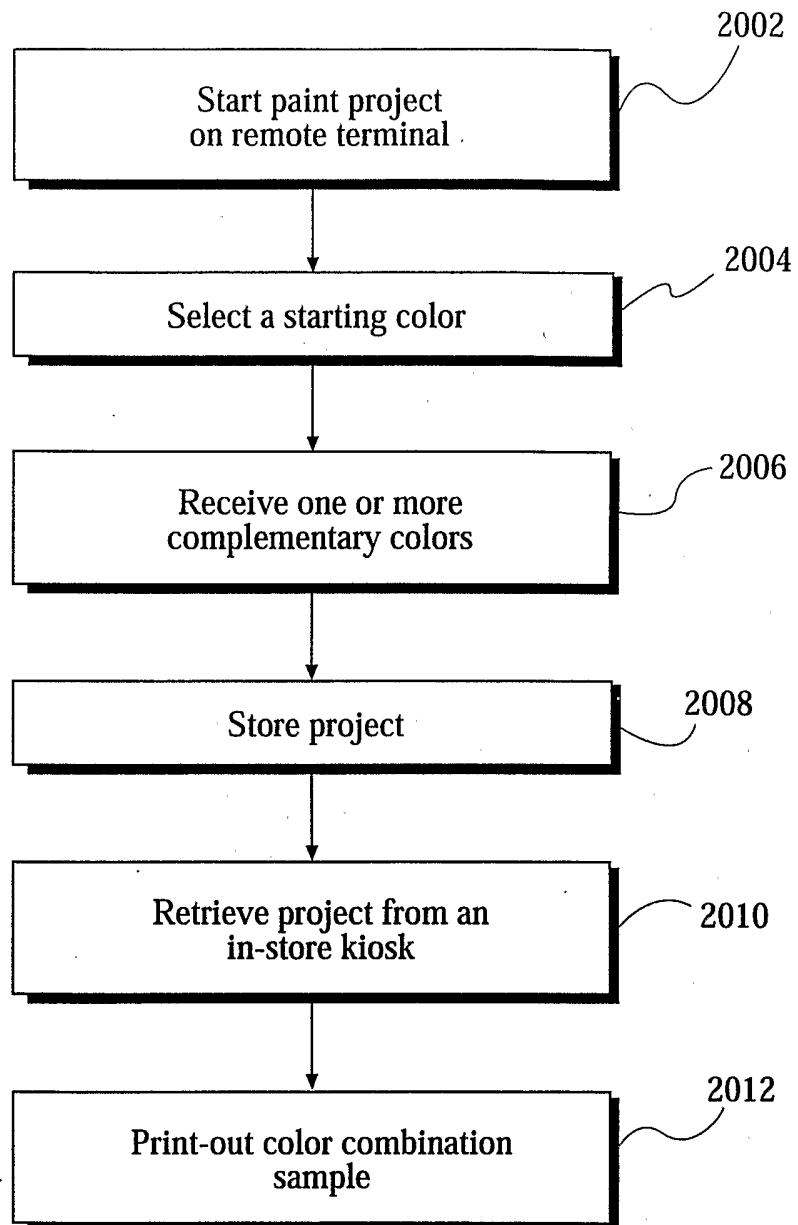 2002
Start paint project
on remote terminal
2004
Select a starting color
2006
Receive one or more
complementary colors
2008
Store project
2010
Retrieve project from an
in-store kiosk
2012
Print-out color combination
sample